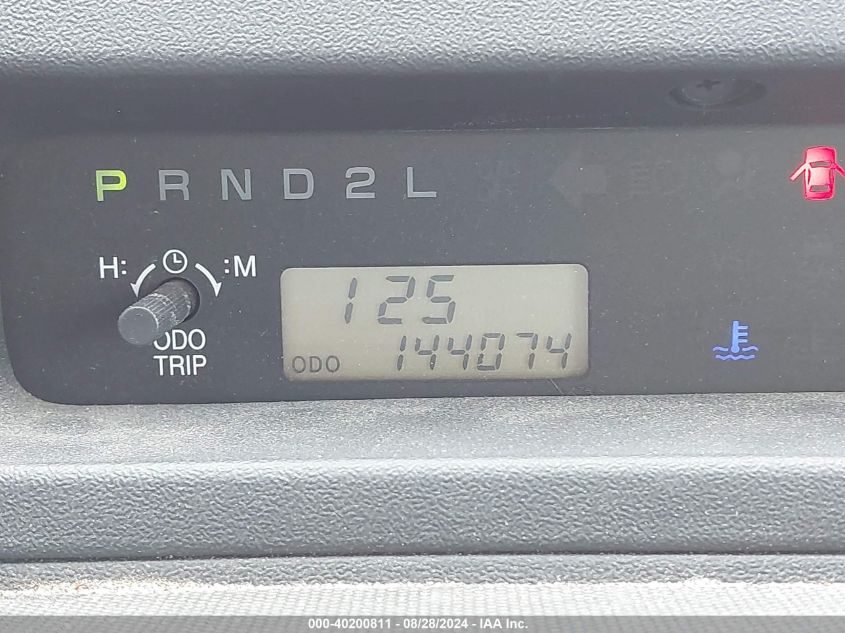 P R N D 2 L
H: :M
ODO
TRIP
125
ODO 144074
000-40200811 - 08/28/2024 - IAA Inc.